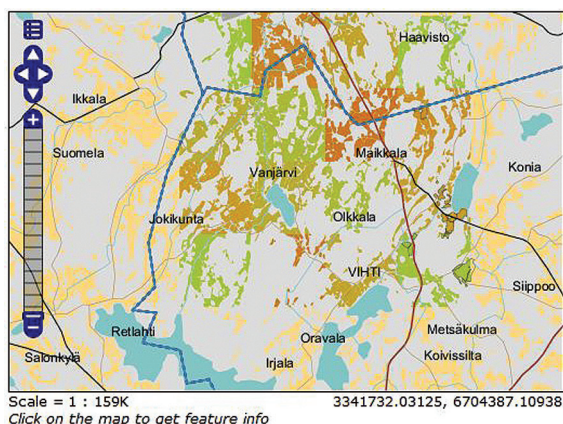 Haavisto
Ikkala
Suomela
Maikkala
Konia
Vanjärvi
Jokikunta
Olkkala
VIHTI
Siippoo
Retlahti
Oravala
Metsäkulma
Salonkylä
Irjala
Koivissilta
Scale = 1 : 159K
3341732.03125, 6704387.10938
Click on the map to get feature info